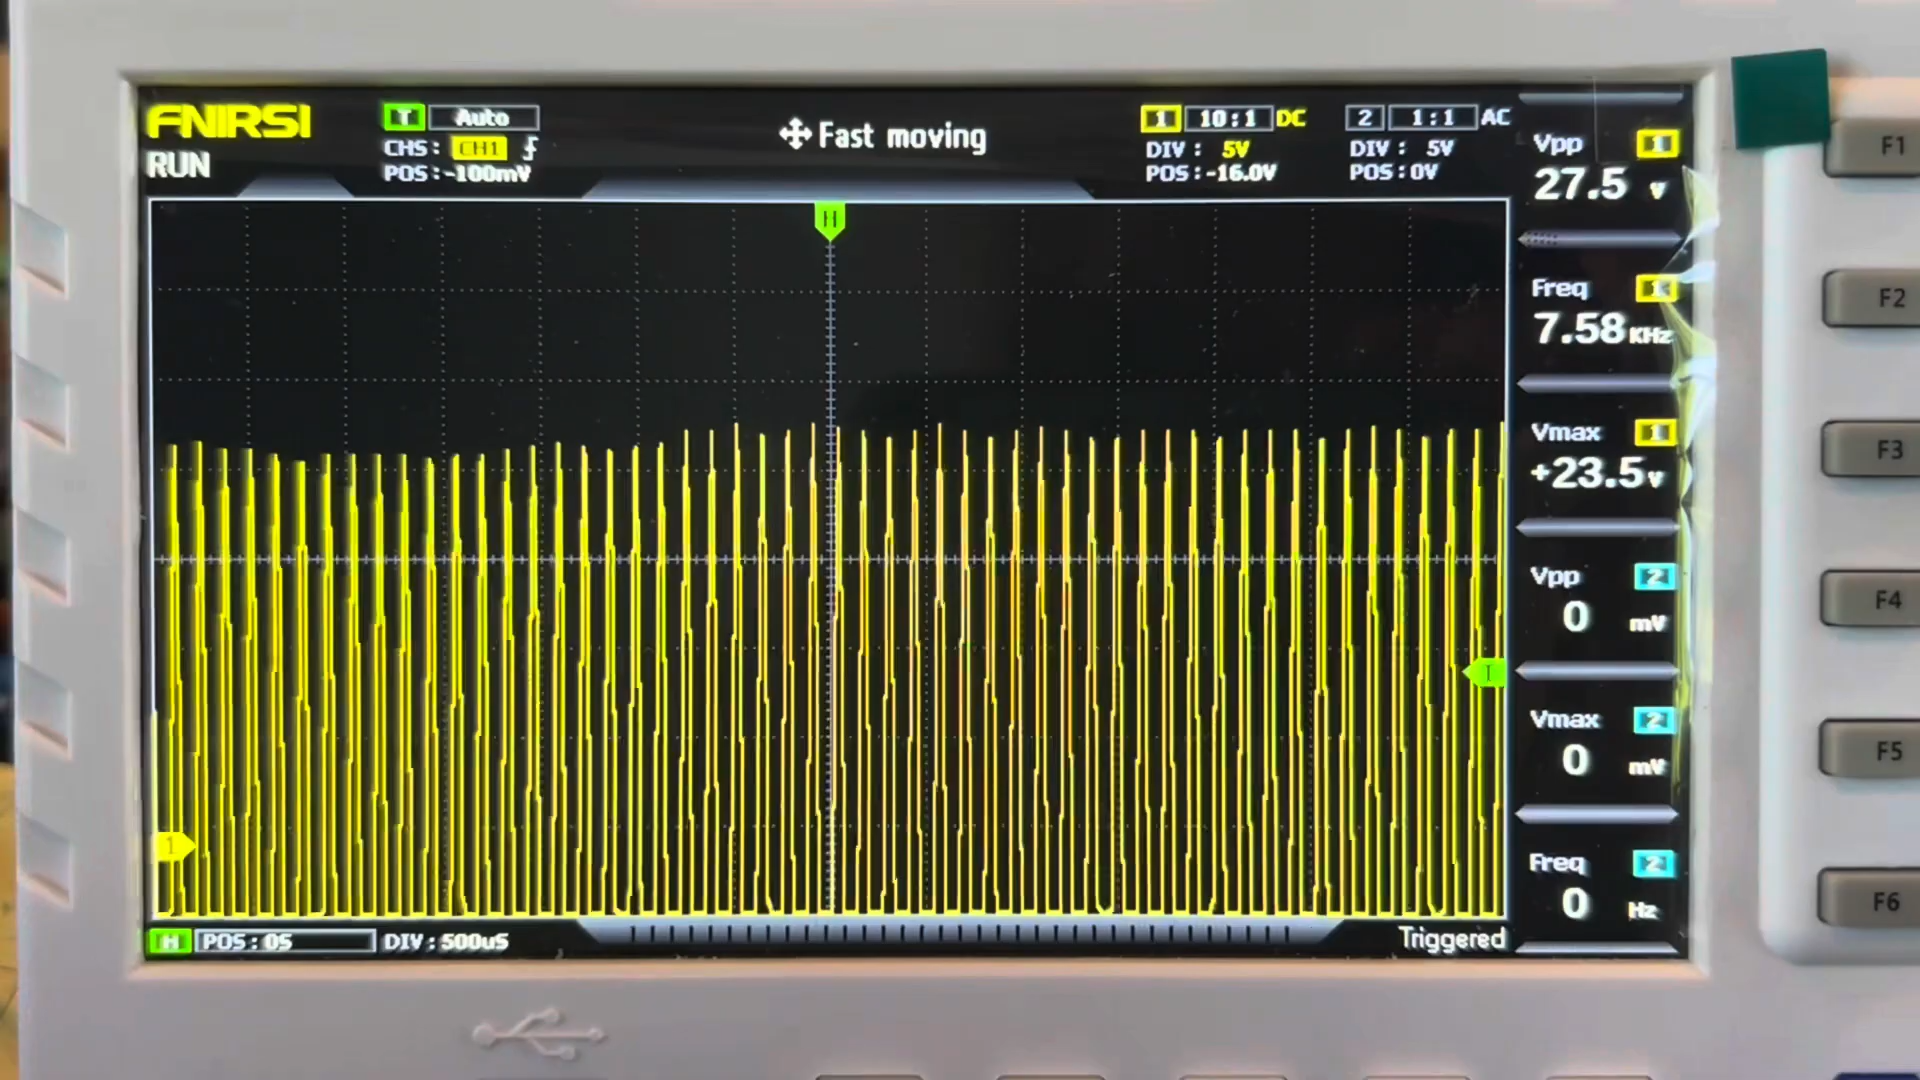 FNIRSI
RUN
T Auto
CHS: CH1
POS:-100mV
Fast moving
1 10:1 DC
DIV: 5V
POS:-16.0V
2 1:1 AC
DIV: 5V
POS:0V
H
Vpp 1
27.5 V
Freq 1
7.58KHz
Vmax 1
+23.5V
Vpp 2
0 mV
Vmax 2
0 mV
Freq 2
0 Hz
T
1
H POS:0S DIV:500uS
Triggered
F1
F2
F3
F4
F5
F6